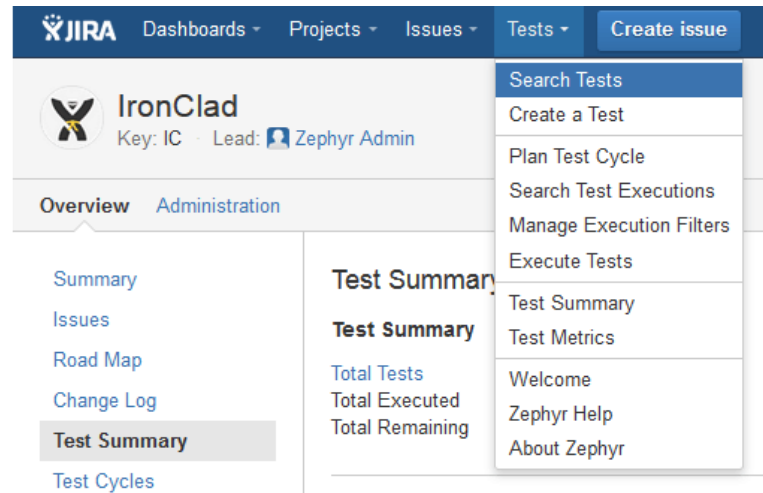 JIRA Dashboards Projects Issues Tests Create issue
IronClad
Key: IC · Lead: Zephyr Admin
Overview Administration
Summary
Issues
Road Map
Change Log
Test Summary
Test Cycles
Test Summary
Test Summary
Total Tests
Total Executed
Total Remaining
Search Tests
Create a Test
Plan Test Cycle
Search Test Executions
Manage Execution Filters
Execute Tests
Test Summary
Test Metrics
Welcome
Zephyr Help
About Zephyr